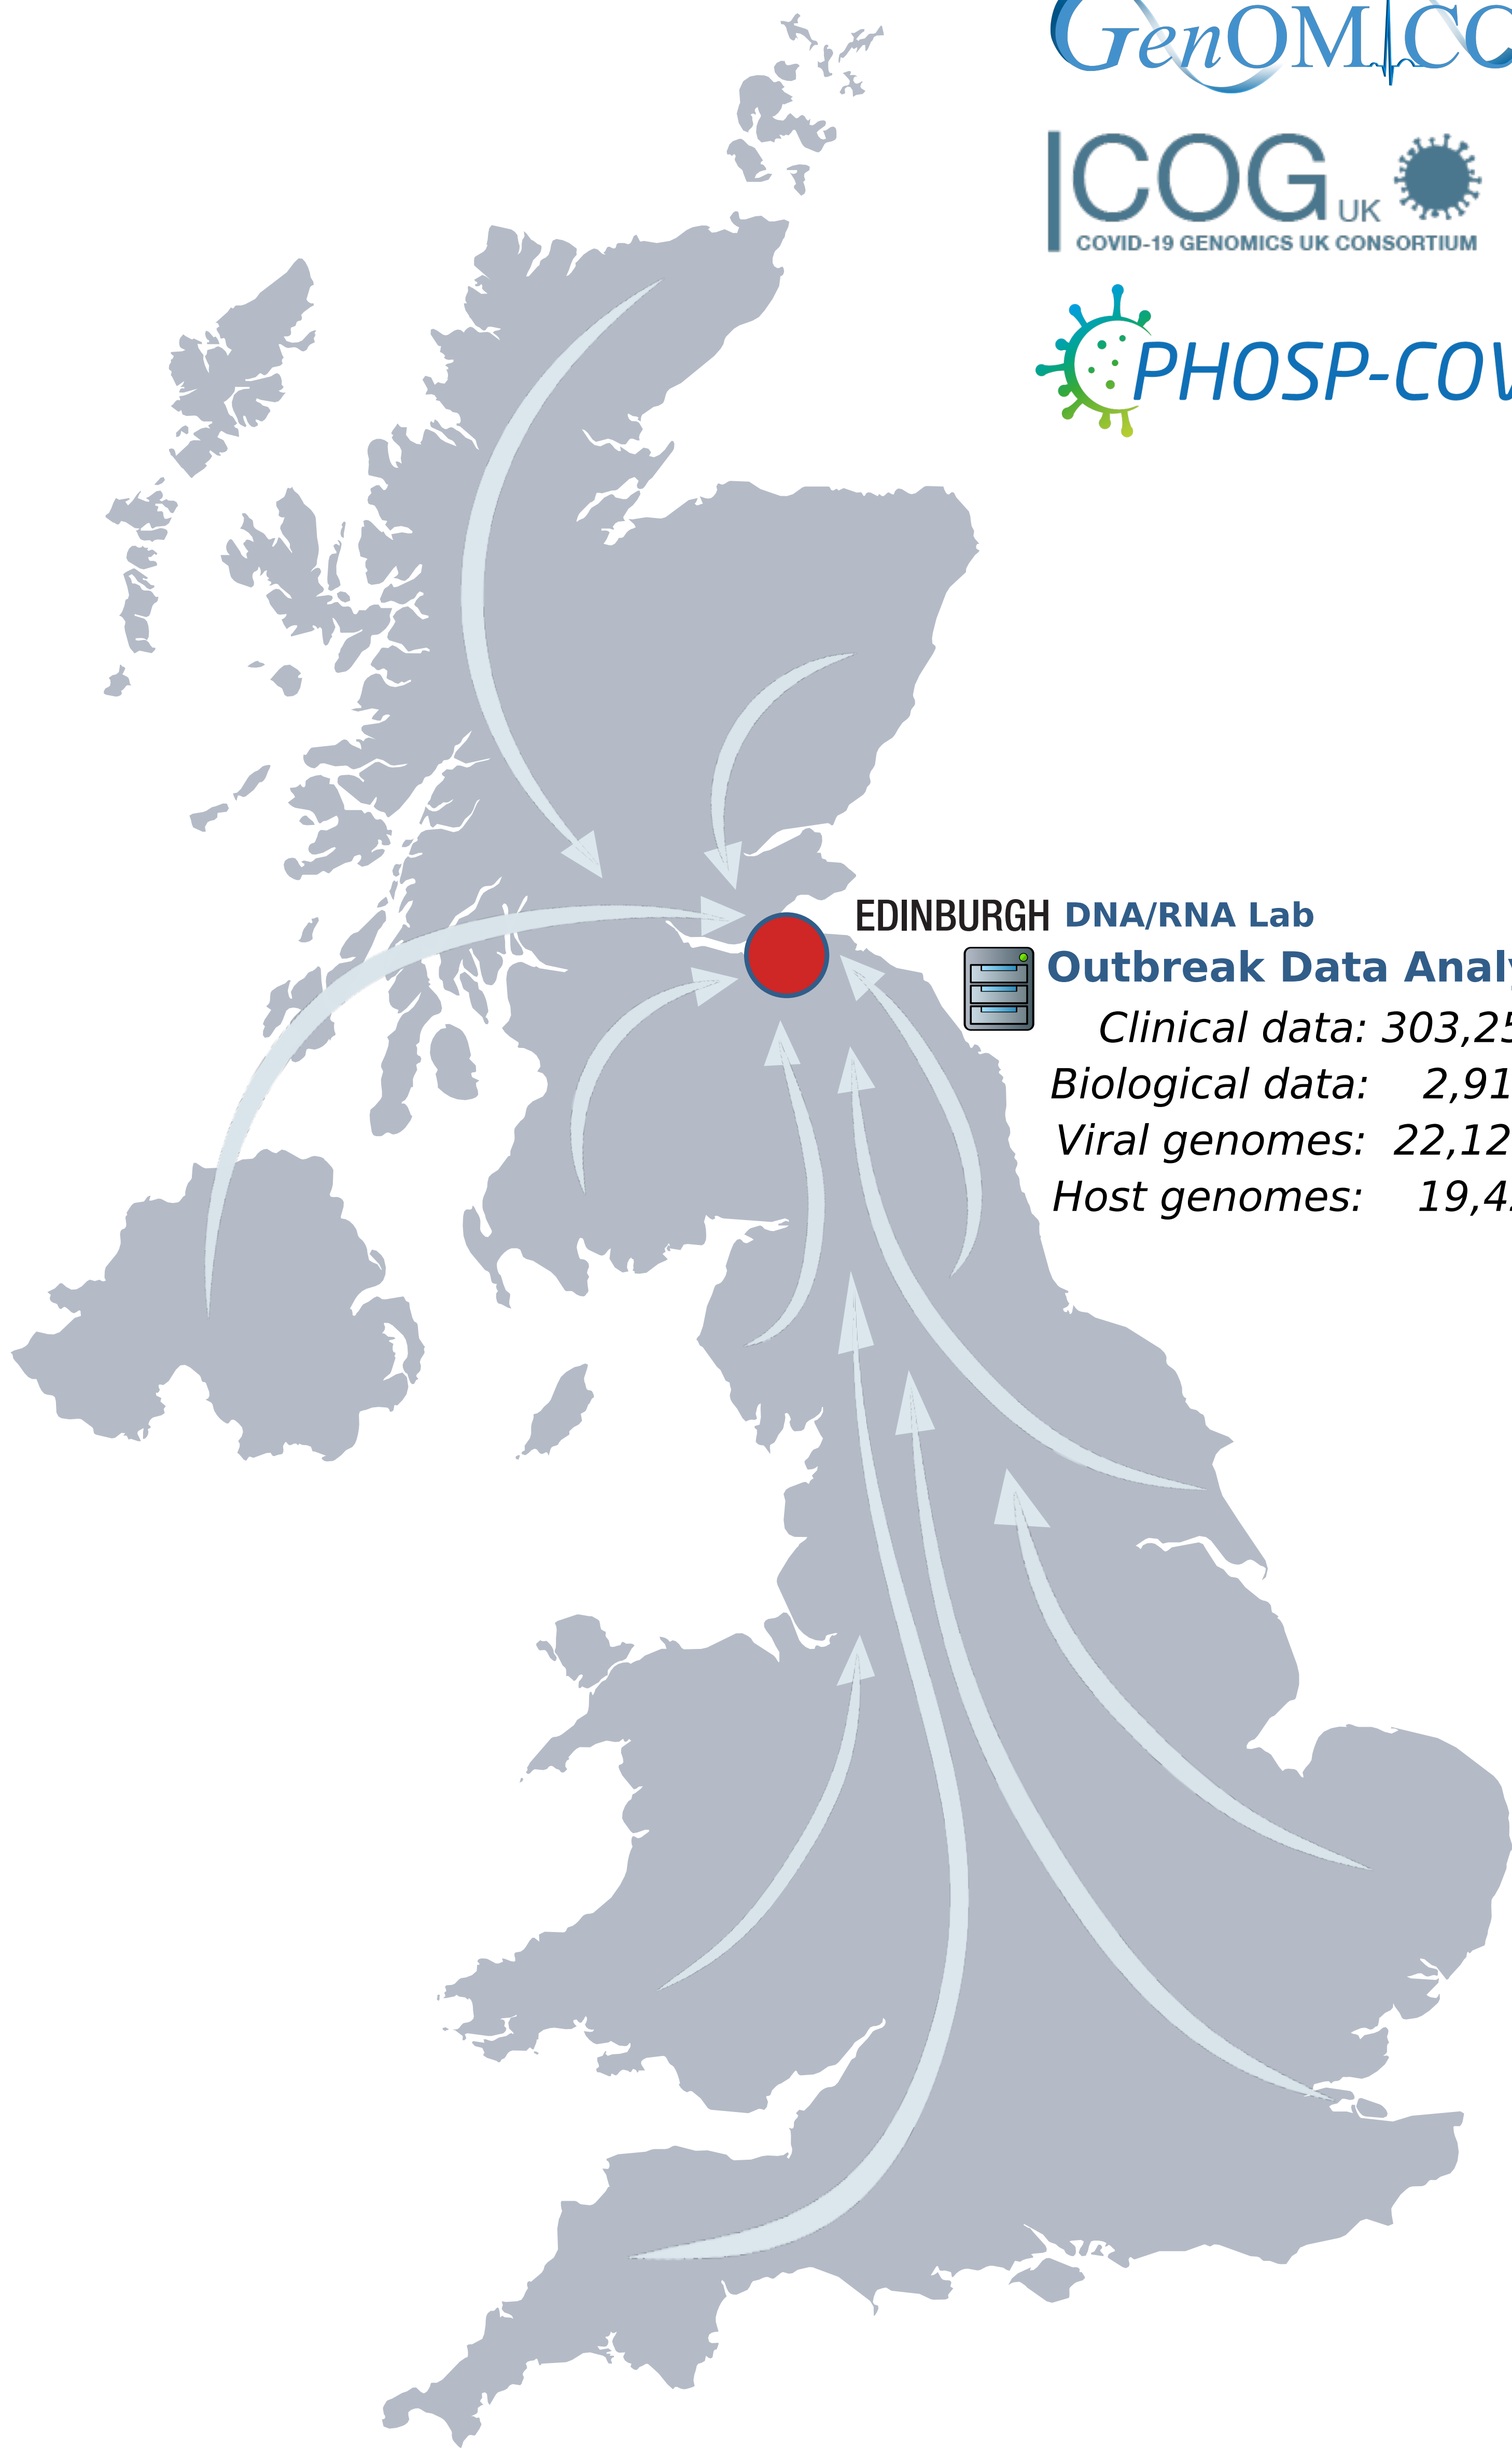 GenOMICC
COG UK
COVID-19 GENOMICS UK CONSORTIUM
PHOSP-COV
EDINBURGH DNA/RNA Lab
Outbreak Data Analy
Clinical data: 303,25
Biological data: 2,91
Viral genomes: 22,12
Host genomes: 19,4